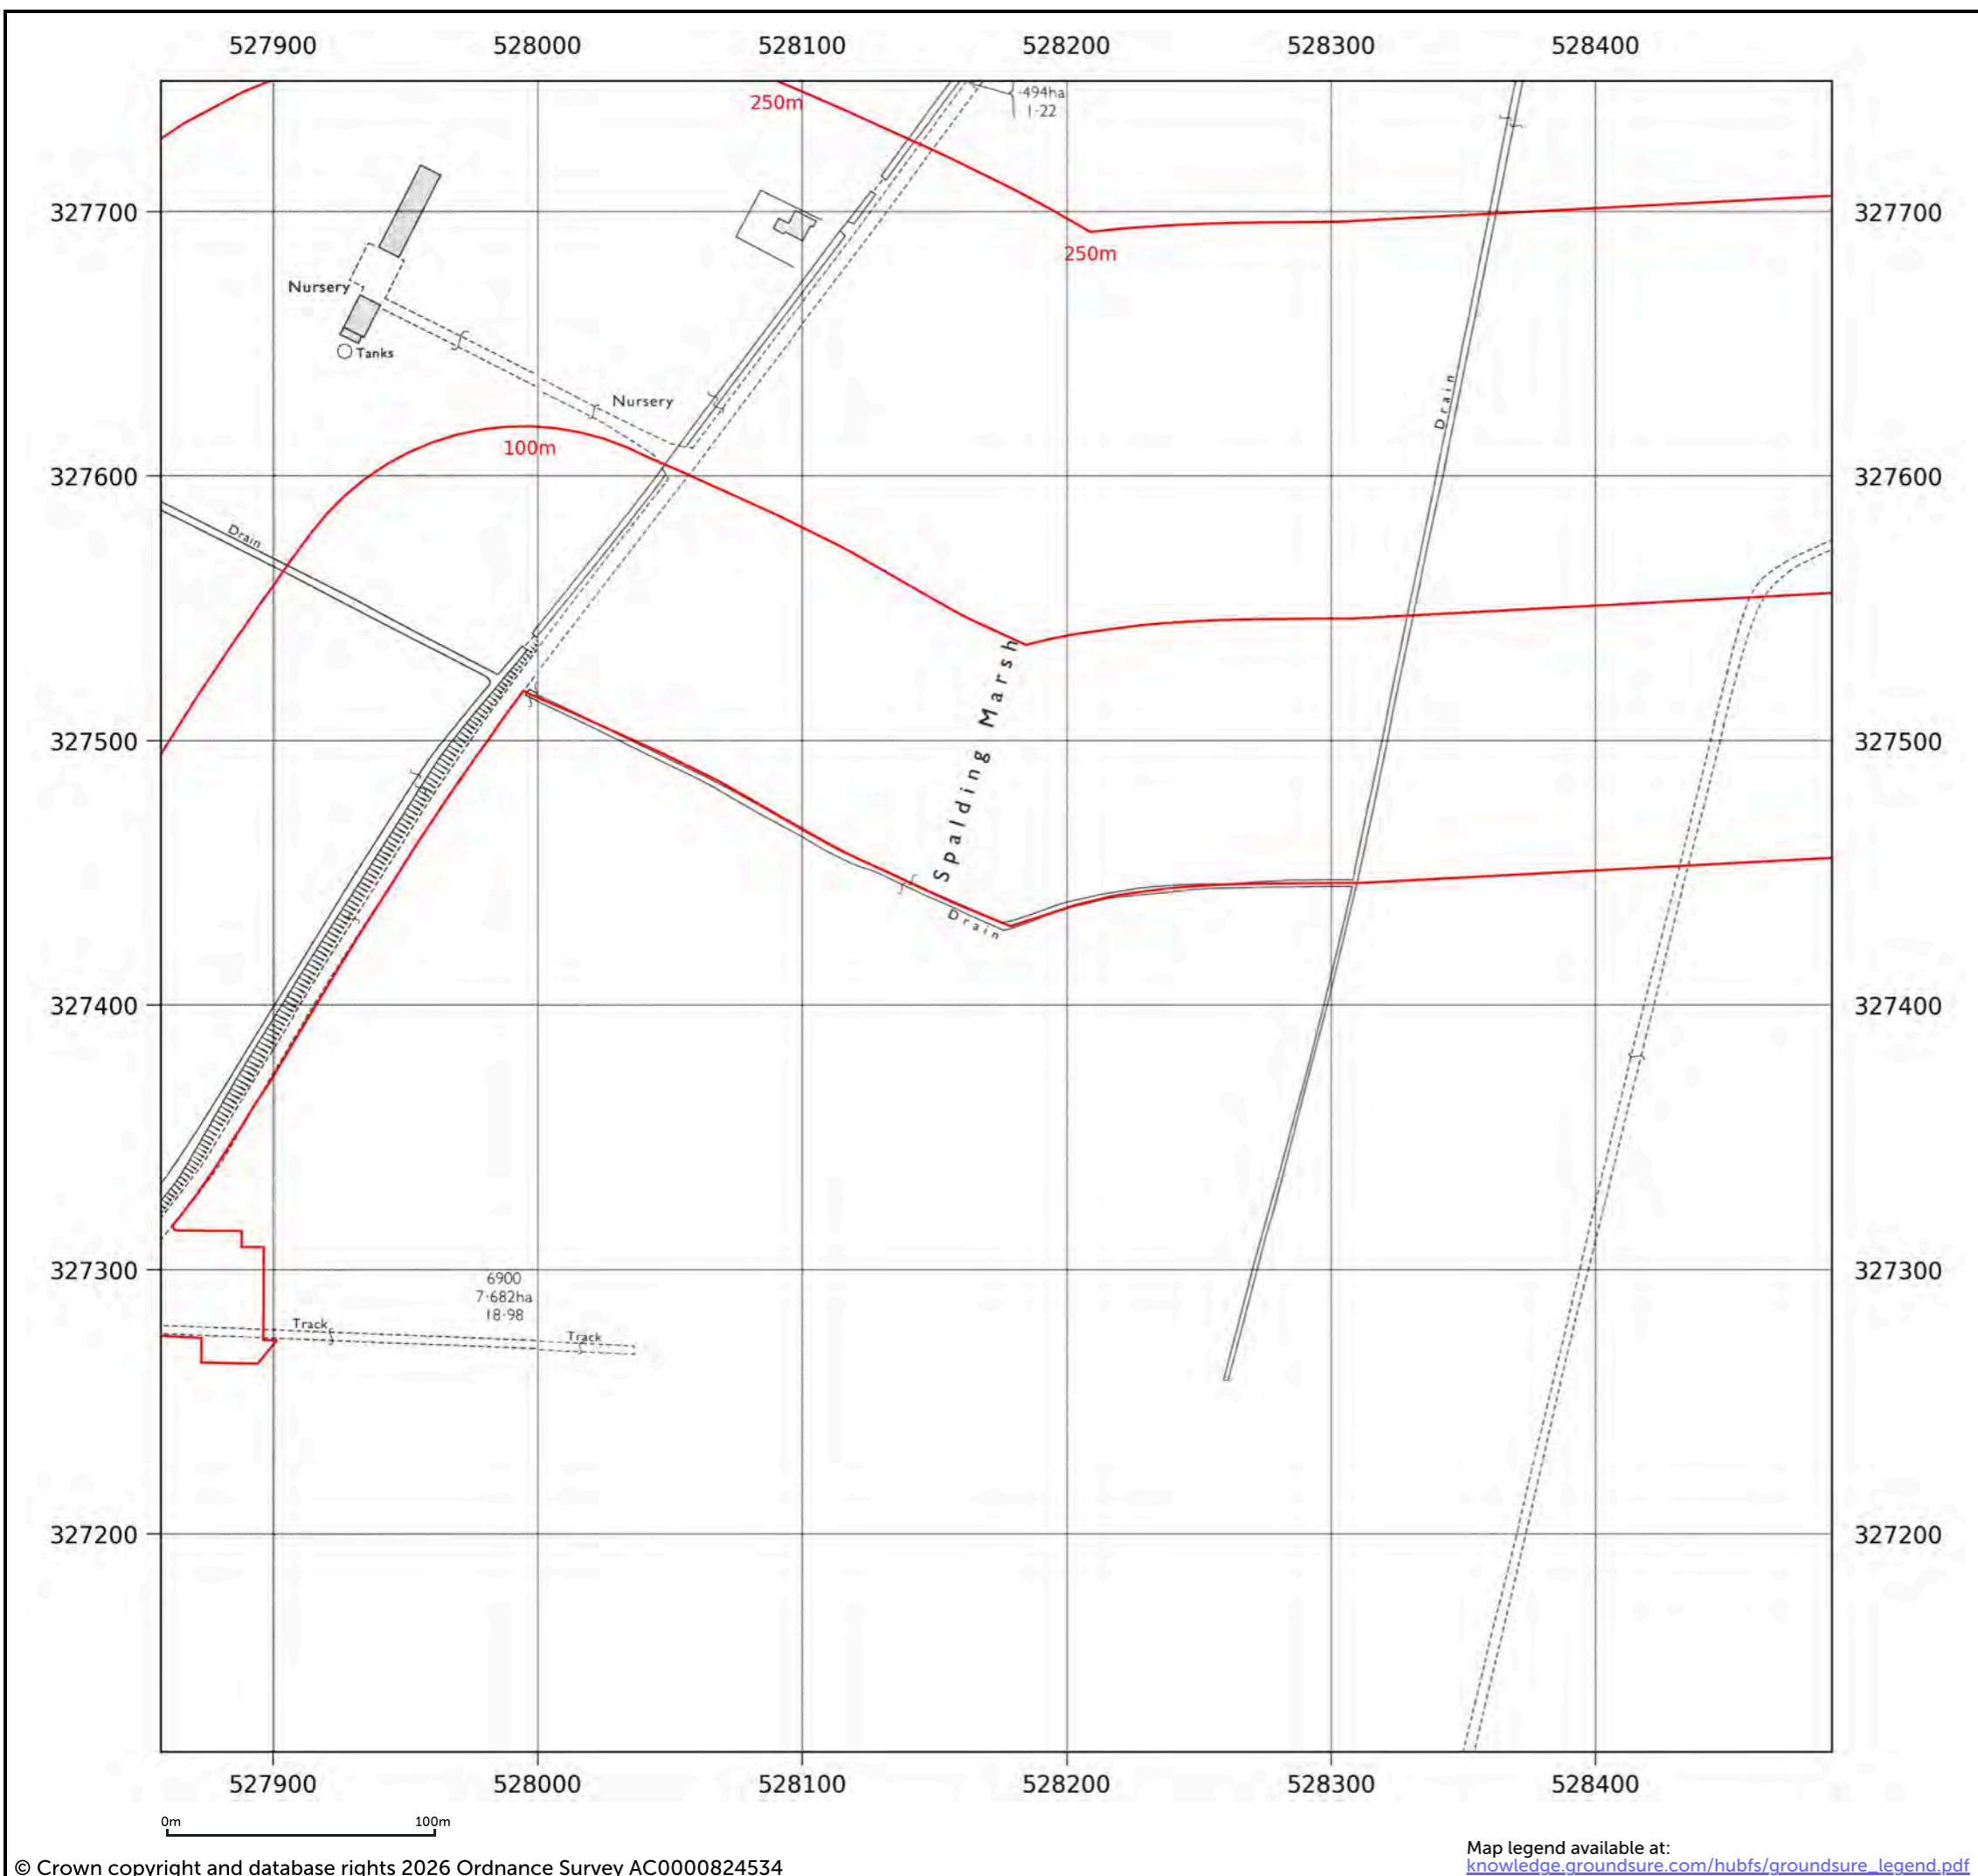 527900 528000 528100 528200 528300 528400
250m
·494ha
1·22
327700 327700
250m
Nursery
Tanks
Drain
Nursery
100m
327600 327600
Drain
Spalding Marsh
327500 327500
Drain
327400 327400
327300 327300
6900
7·682ha
18·98
Track
Track
327200 327200
527900 528000 528100 528200 528300 528400
0m 100m
Map legend available at:
© Crown copyright and database rights 2026 Ordnance Survey AC0000824534
knowledge.groundsure.com/hubfs/groundsure_legend.pdf